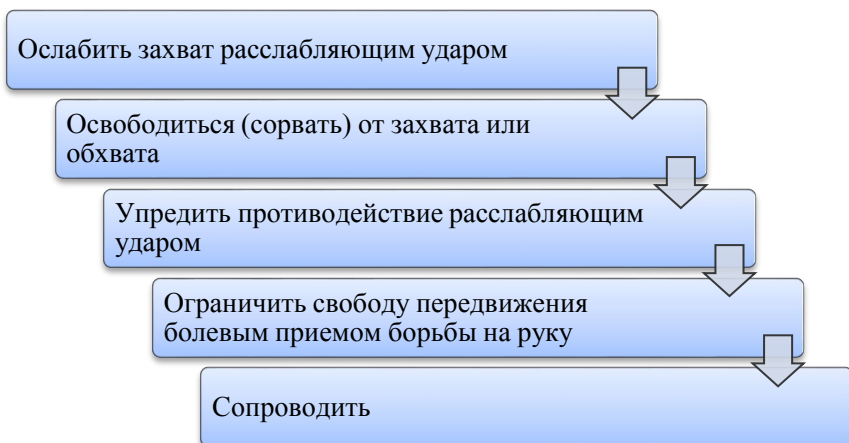 Ослабить захват расслабляющим ударом
Освободиться (сорвать) от захвата или
обхвата
Упредить противодействие расслабляющим
ударом
Ограничить свободу передвижения
болевым приемом борьбы на руку
Сопроводить